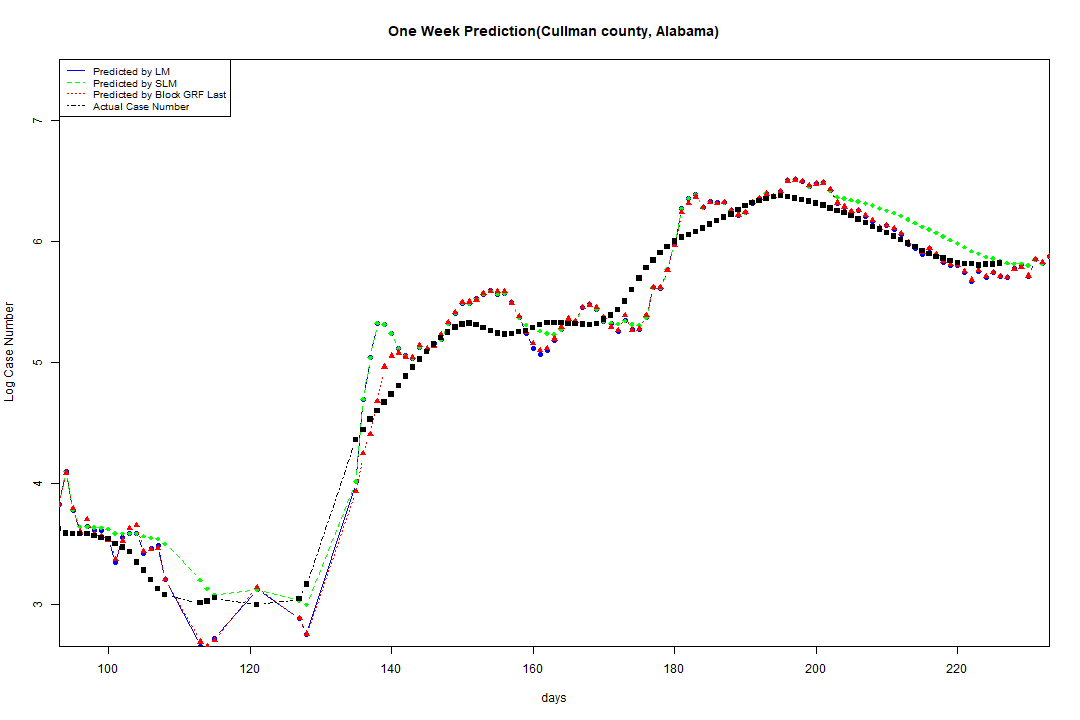 One Week Prediction(Cullman county, Alabama)
Predicted by LM
Predicted by SLM
Predicted by Block GRF Last
Actual Case Number
7
6
5
4
3
Log Case Number
100 120 140 160 180 200 220
days